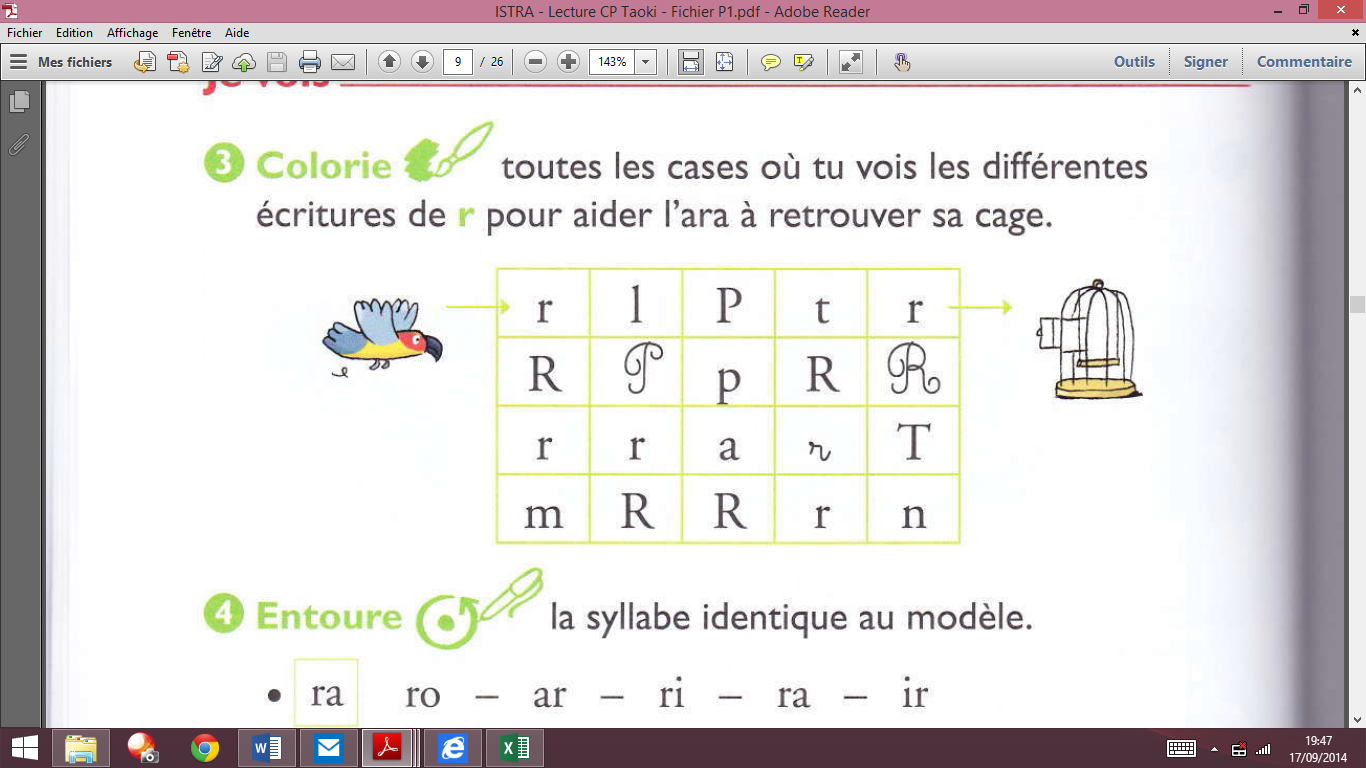 ISTRA - Lecture CP Taoki - Fichier P1.pdf - Adobe Reader
Fichier Edition Affichage Fenêtre Aide
Mes fichiers 9 / 26 143% Outils Signer Commentaire
Je vois
3 Colorie toutes les cases où tu vois les différentes
écritures de r pour aider l'ara à retrouver sa cage.
r l P t r
R P p R R
r r a r T
m R R r n
4 Entoure la syllabe identique au modèle.
• ra ro – ar – ri – ra – ir
19:47
17/09/2014